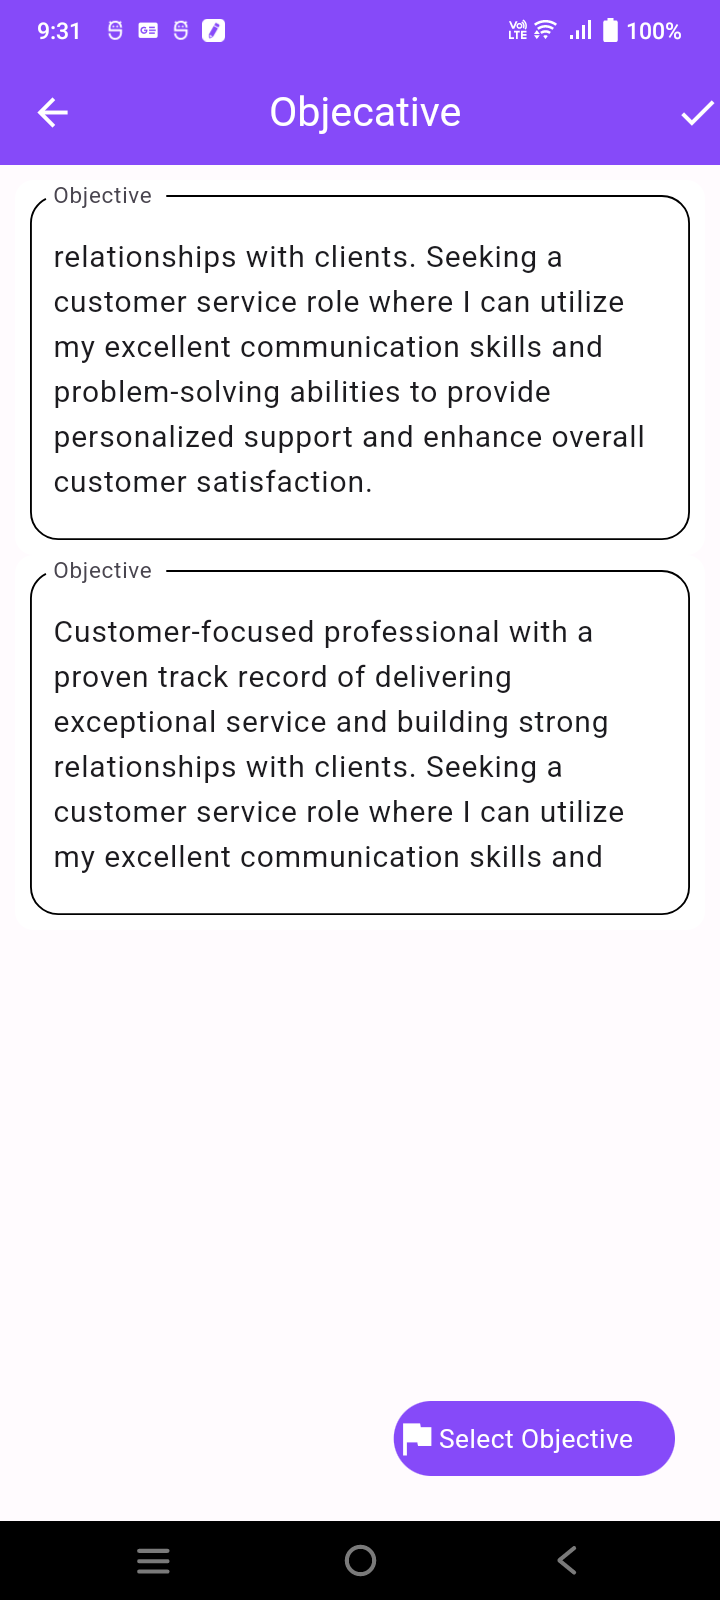 9:31 Vo)) LTE 100%
Objecative
Objective
relationships with clients. Seeking a
customer service role where I can utilize
my excellent communication skills and
problem-solving abilities to provide
personalized support and enhance overall
customer satisfaction.
Objective
Customer-focused professional with a
proven track record of delivering
exceptional service and building strong
relationships with clients. Seeking a
customer service role where I can utilize
my excellent communication skills and
Select Objective